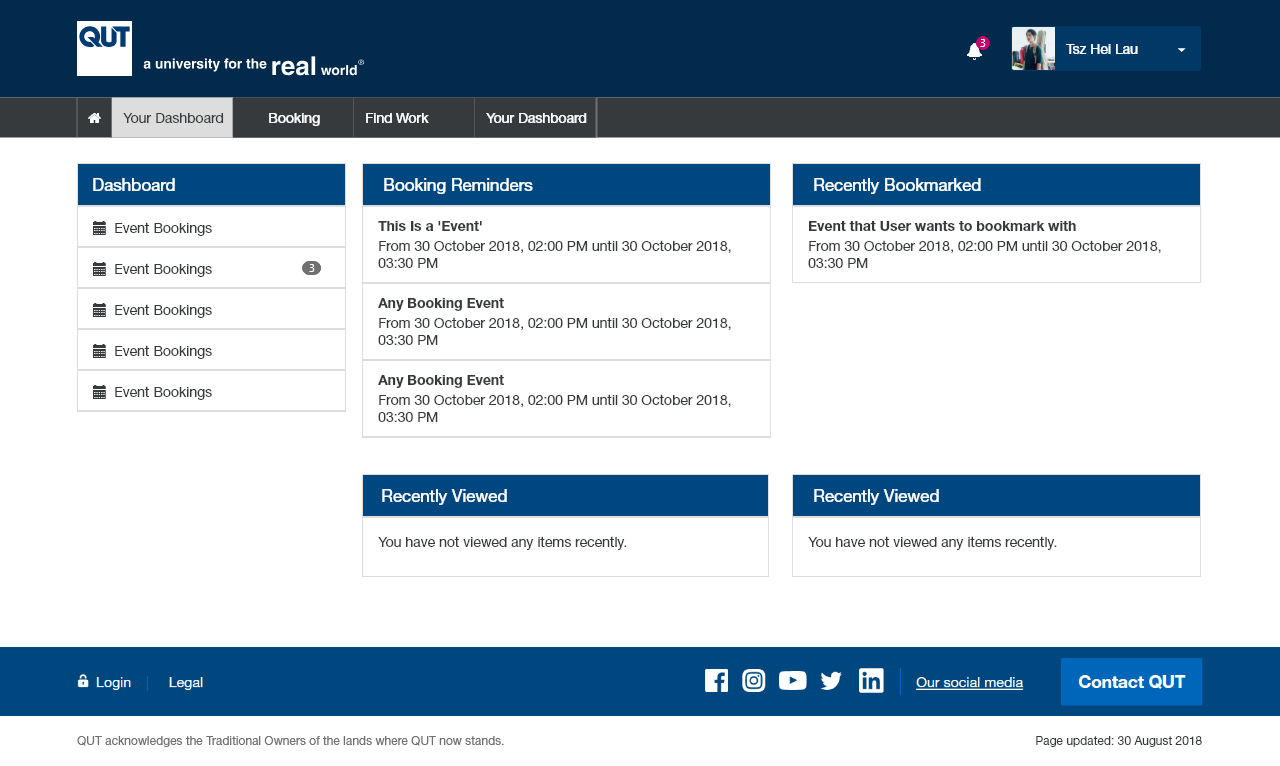 QUT
a university for the real world®
3
Tsz Hei Lau
Your Dashboard
Booking
Find Work
Your Dashboard
Dashboard
Event Bookings
Event Bookings
3
Event Bookings
Event Bookings
Event Bookings
Booking Reminders
This Is a 'Event'
From 30 October 2018, 02:00 PM until 30 October 2018,
03:30 PM
Any Booking Event
From 30 October 2018, 02:00 PM until 30 October 2018,
03:30 PM
Any Booking Event
From 30 October 2018, 02:00 PM until 30 October 2018,
03:30 PM
Recently Bookmarked
Event that User wants to bookmark with
From 30 October 2018, 02:00 PM until 30 October 2018,
03:30 PM
Recently Viewed
You have not viewed any items recently.
Recently Viewed
You have not viewed any items recently.
Login
Legal
Our social media
Contact QUT
QUT acknowledges the Traditional Owners of the lands where QUT now stands.
Page updated: 30 August 2018